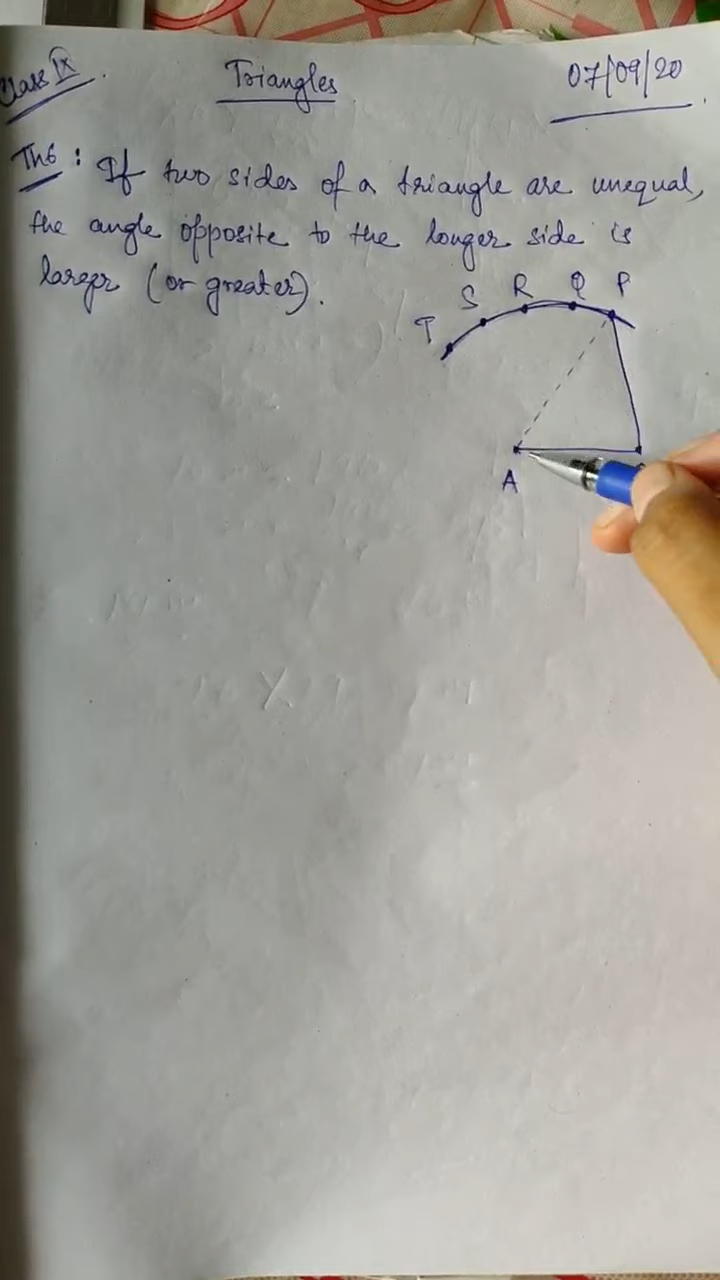 Class IX
Triangles
07/09/20
Th6 : If two sides of a triangle are unequal,
the angle opposite to the longer side is
larger (or greater).
T S R Q P
A